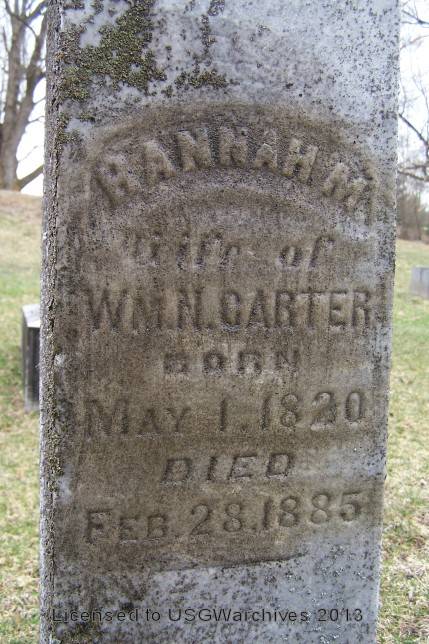 HANNAH M.
Wife of
WM. N. CARTER
BORN
MAY 1, 1820
DIED
FEB. 28, 1885
Licensed to USGWarchives 2013